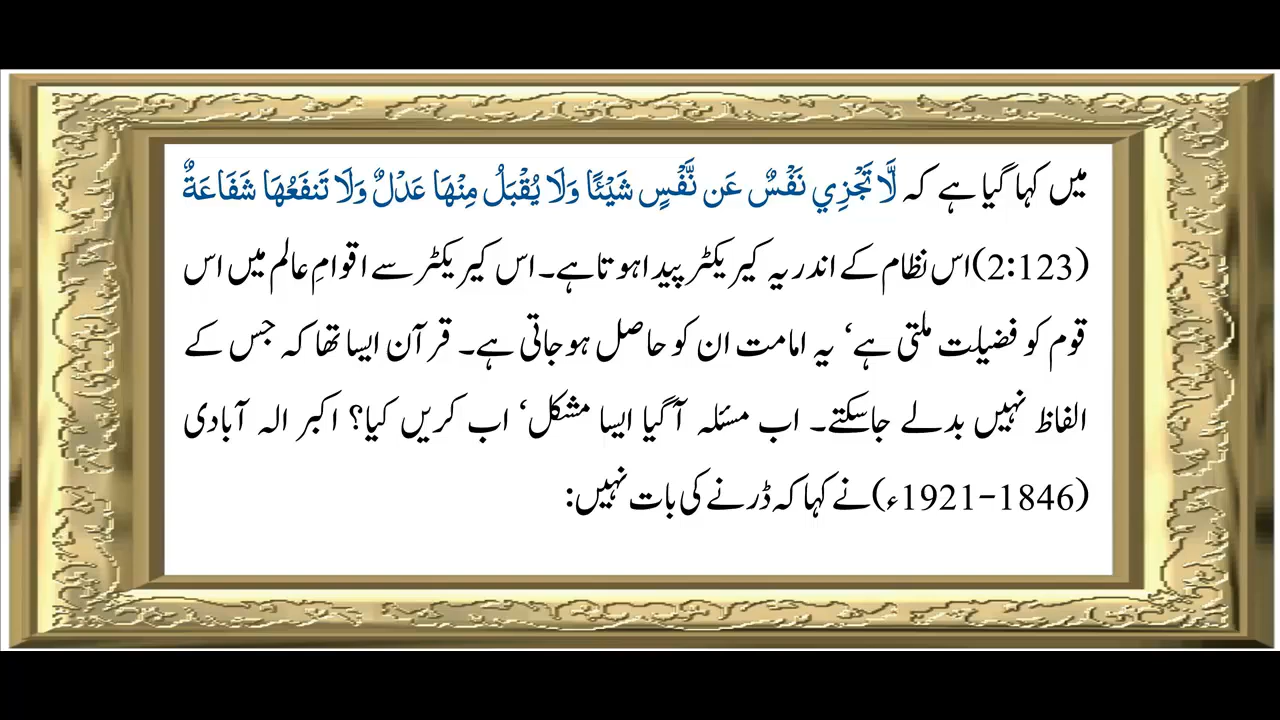 میں کہا گیا ہے کہ لَّا تَجْزِي نَفْسٌ عَن نَّفْسٍ شَيْئًا وَلَا يُقْبَلُ مِنْهَا عَدْلٌ وَلَا تَنفَعُهَا شَفَاعَةٌ
(2:123)اس نظام کے اندر یہ کیریکٹر پیدا ہوتا ہے۔ اس کیریکٹر سے اقوامِ عالم میں اس
قوم کو فضیلت ملتی ہے‘ یہ امامت ان کو حاصل ہوجاتی ہے۔ قرآن ایسا تھا کہ جس کے
الفاظ نہیں بدلے جاسکتے۔ اب مسئلہ آگیا ایسا مشکل‘ اب کریں کیا؟ اکبر الہ آبادی
(1846-1921ء)نے کہا کہ ڈرنے کی بات نہیں: